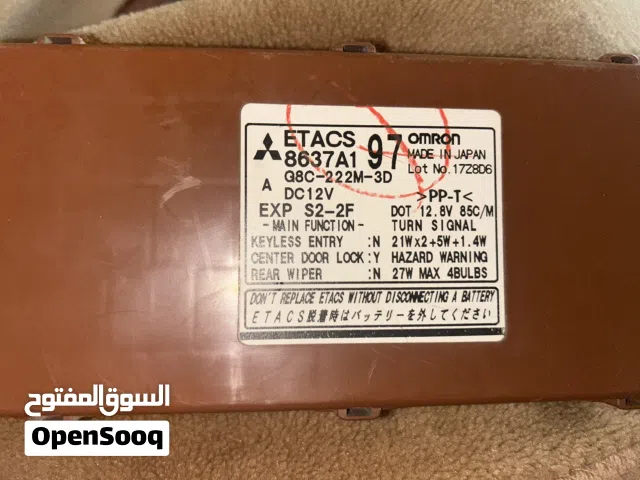 ETACS 97 OMRON
8637A1 MADE IN JAPAN
G8C-222M-3D Lot No.17Z8D6
A DC12V >PP-T<
EXP S2-2F DOT 12.8V 85C/M
- MAIN FUNCTION - TURN SIGNAL
KEYLESS ENTRY :N 21W×2+5W+1.4W
CENTER DOOR LOCK:Y HAZARD WARNING
REAR WIPER :N 27W MAX 4BULBS
DON'T REPLACE ETACS WITHOUT DISCONNECTING A BATTERY
ETACS脱着時はバッテリーを外してください
السوق المفتوح
OpenSooq